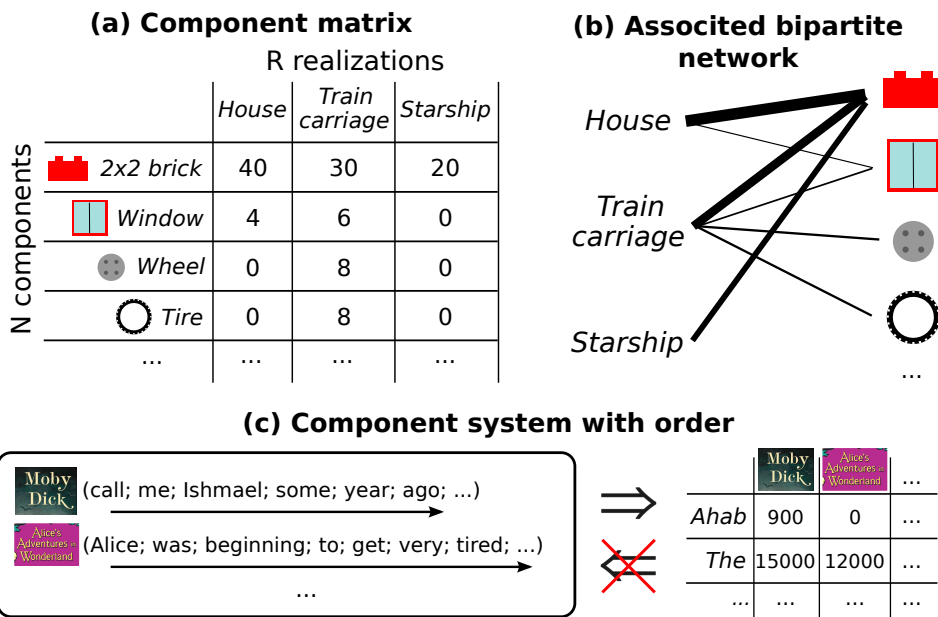 (a) Component matrix
R realizations
N components
House Train carriage Starship
2x2 brick 40 30 20
Window 4 6 0
Wheel 0 8 0
Tire 0 8 0
... ... ... ...
(b) Associted bipartite
network
House
Train
carriage
Starship
...
(c) Component system with order
Moby
Dick
(call; me; Ishmael; some; year; ago; ...)
Alice's
Adventures in
Wonderland
(Alice; was; beginning; to; get; very; tired; ...)
...
Moby
Dick
Alice's
Adventures in
Wonderland
...
Ahab 900 0 ...
The 15000 12000 ...
... ... ... ...